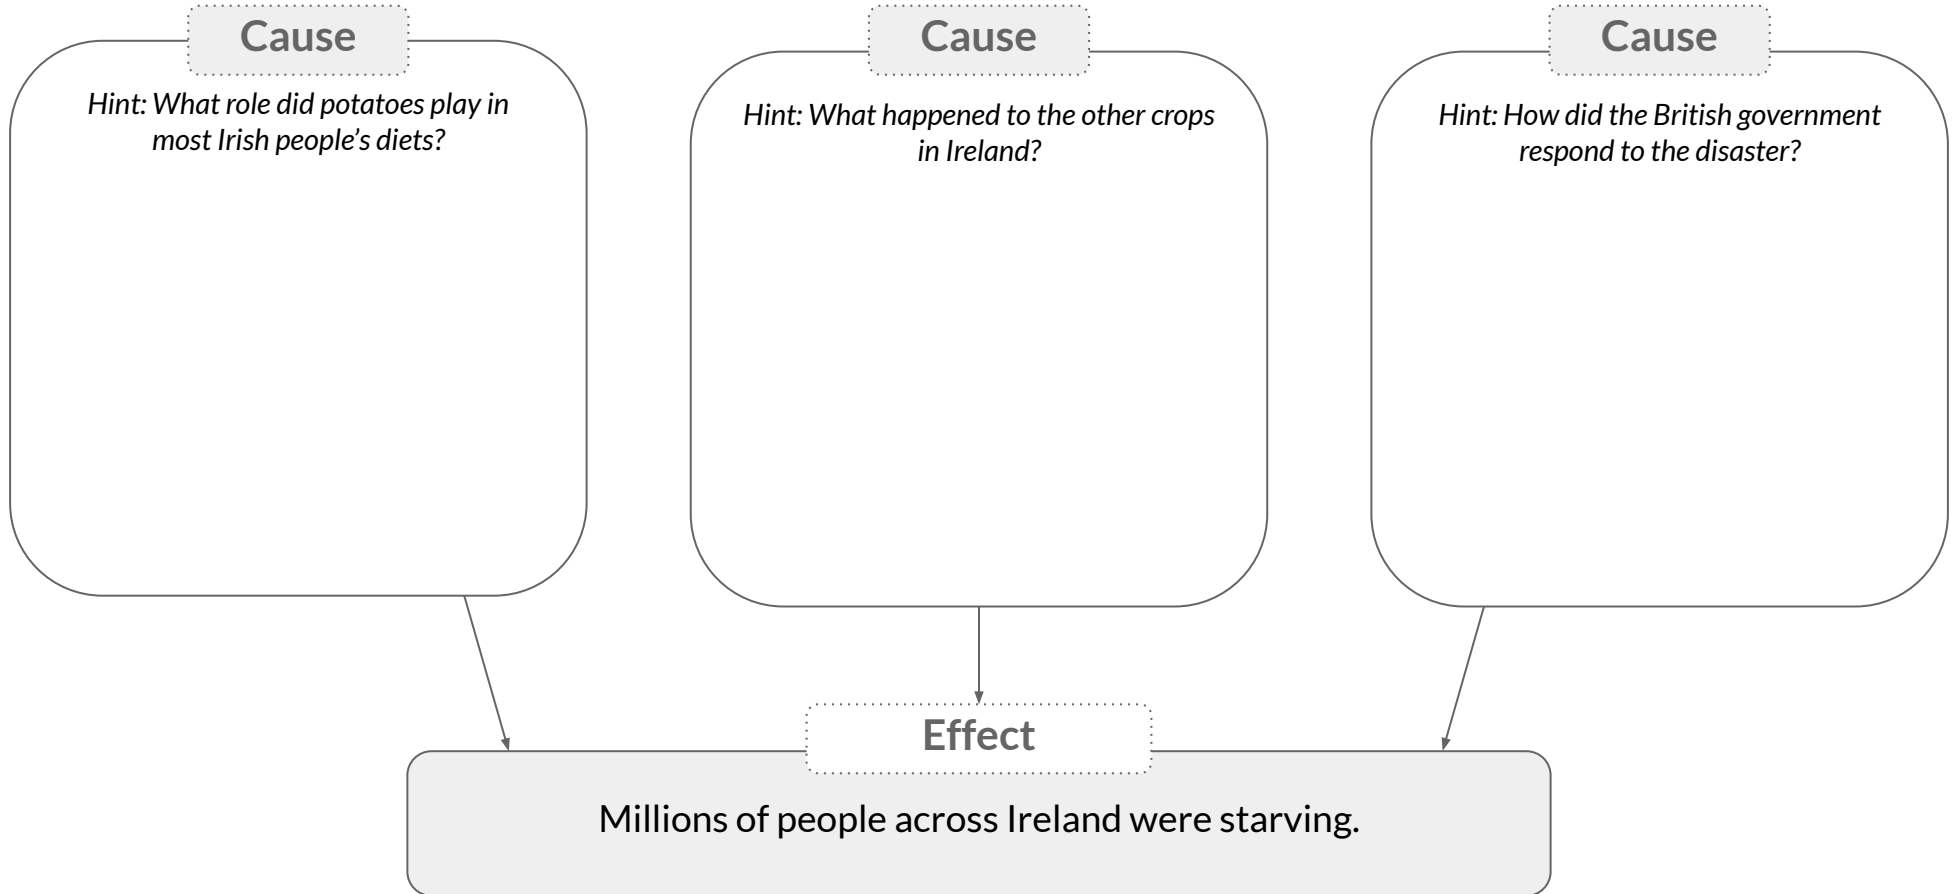 Cause
Hint: What role did potatoes play in
most Irish people’s diets?
Cause
Hint: What happened to the other crops
in Ireland?
Cause
Hint: How did the British government
respond to the disaster?
Effect
Millions of people across Ireland were starving.